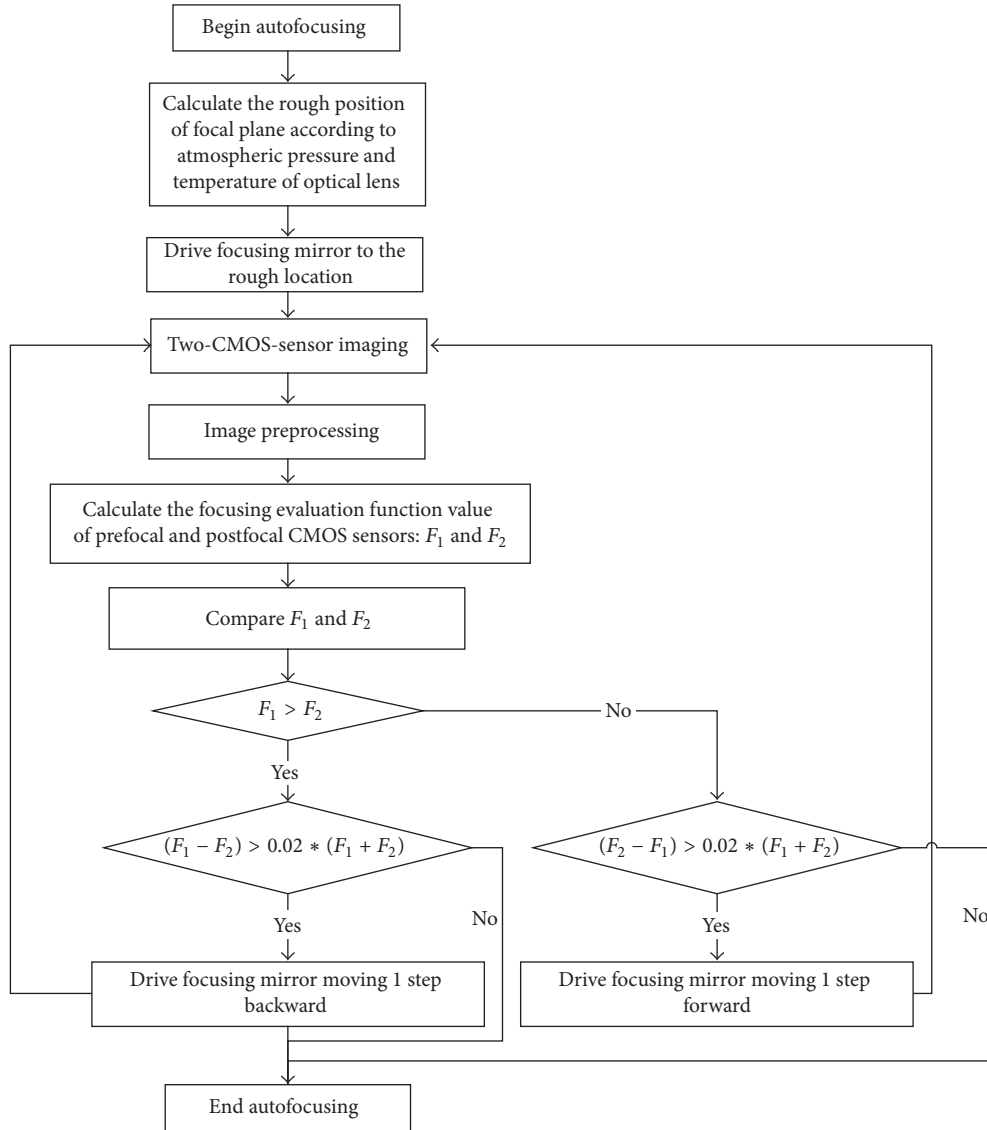 Begin autofocusing
Calculate the rough position
of focal plane according to
atmospheric pressure and
temperature of optical lens
Drive focusing mirror to the
rough location
Two-CMOS-sensor imaging
Image preprocessing
Calculate the focusing evaluation function value
of prefocal and postfocal CMOS sensors: F₁ and F₂
Compare F₁ and F₂
F₁ > F₂
No
Yes
(F₁ − F₂) > 0.02 ∗ (F₁ + F₂)
(F₂ − F₁) > 0.02 ∗ (F₁ + F₂)
Yes
No
Yes
No
Drive focusing mirror moving 1 step
backward
Drive focusing mirror moving 1 step
forward
End autofocusing